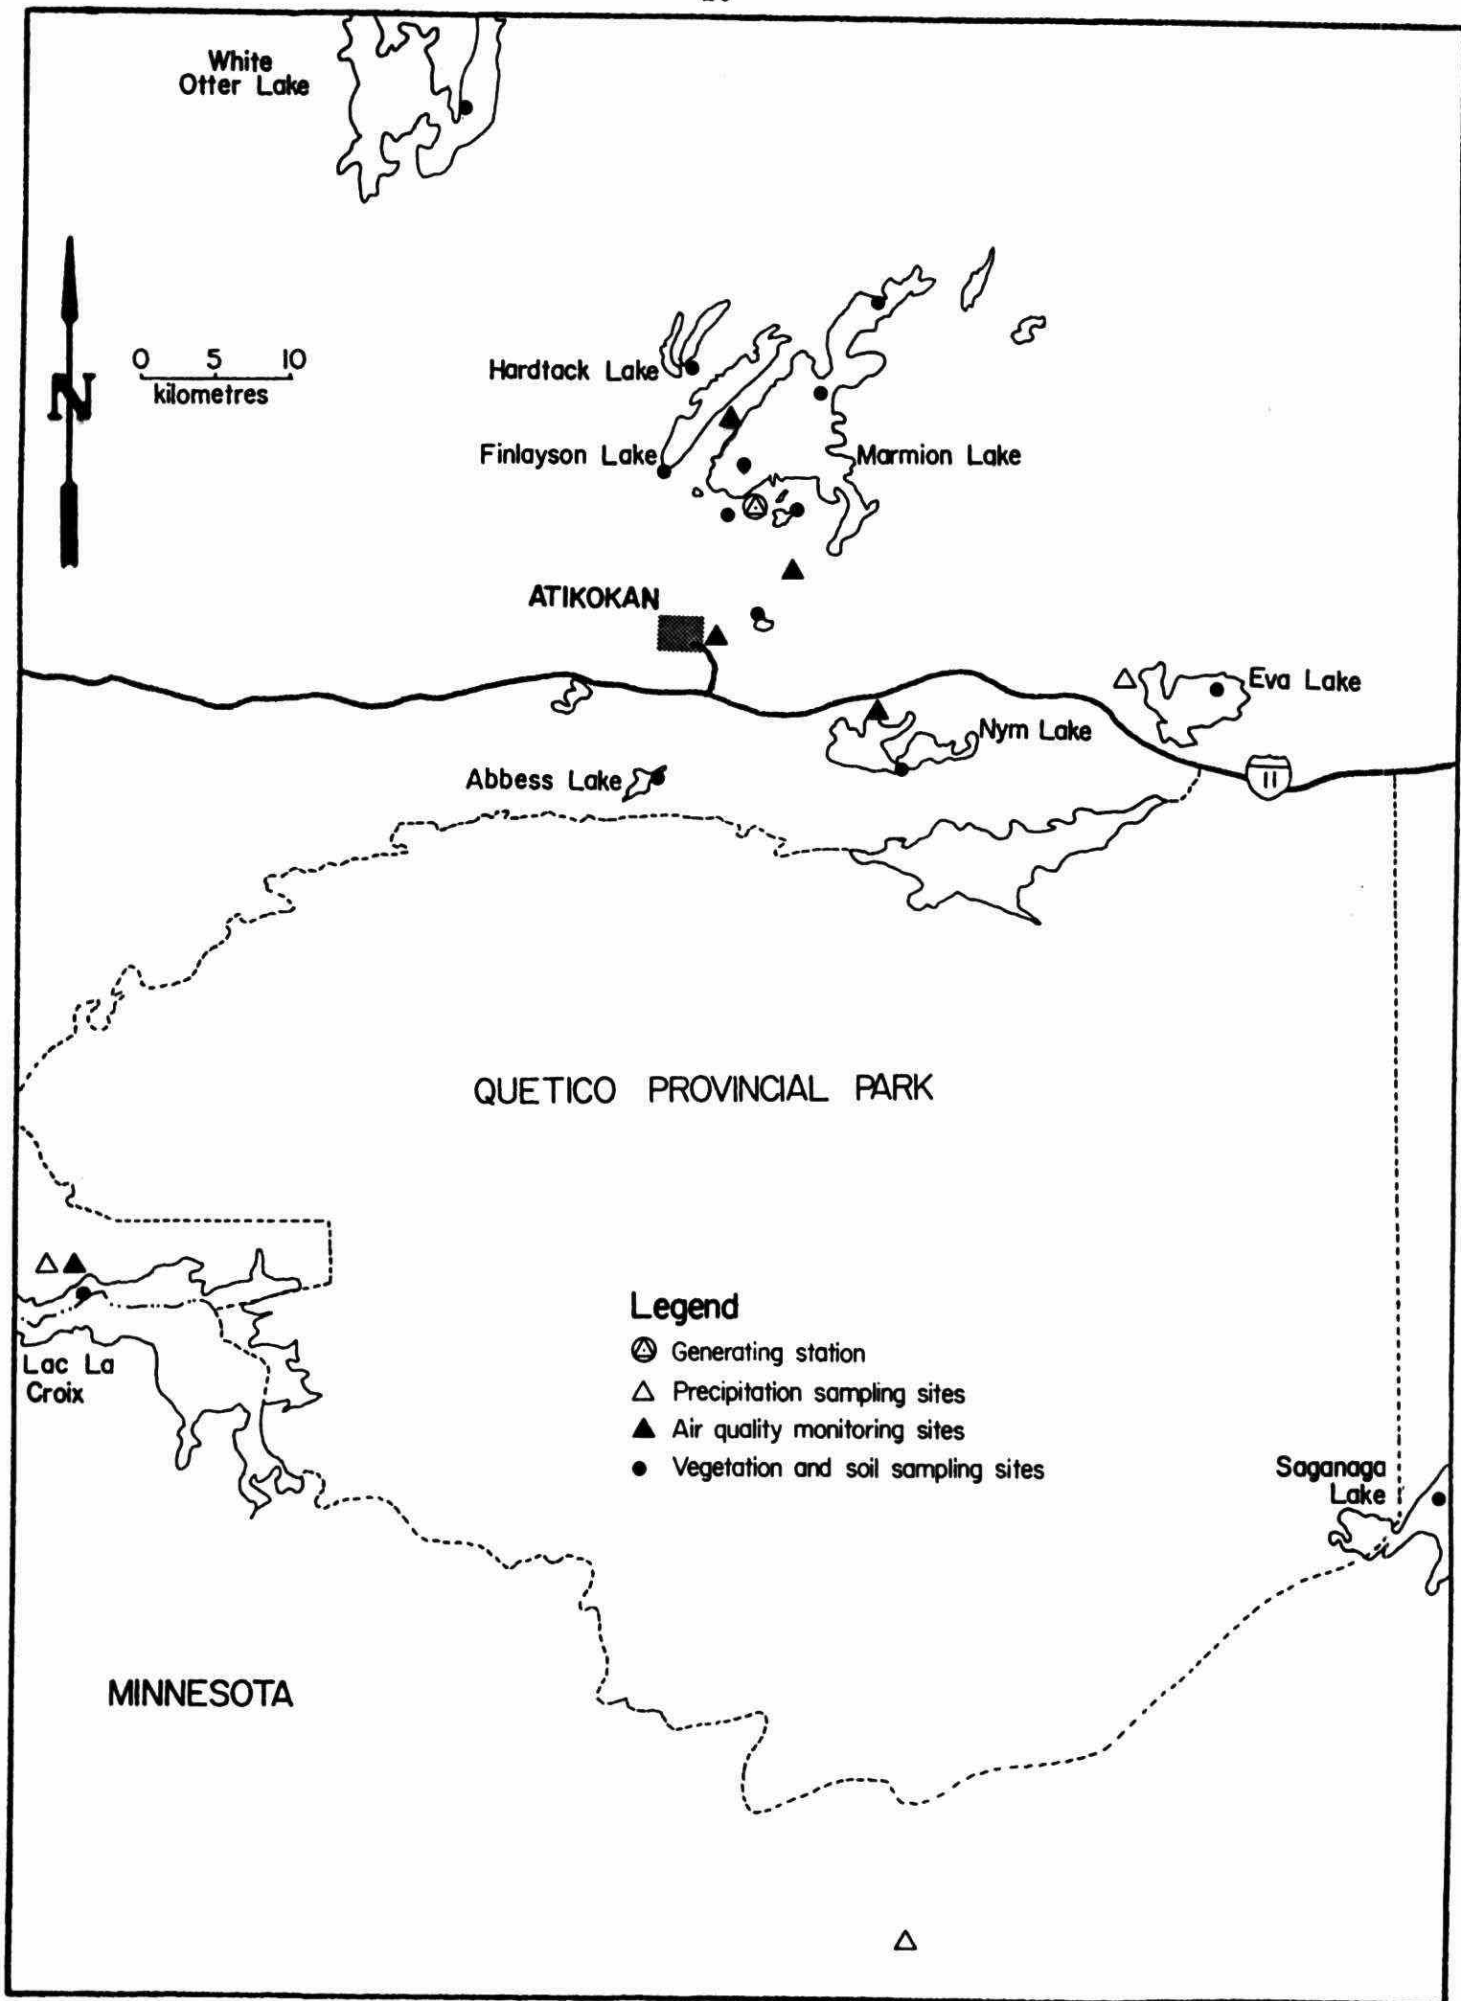 White
Otter Lake
0 5 10
kilometres
N
Hardtack Lake
Finlayson Lake
Marmion Lake
ATIKOKAN
Eva Lake
Nym Lake
11
Abbess Lake
QUETICO PROVINCIAL PARK
Lac La
Croix
Legend
Generating station
Precipitation sampling sites
Air quality monitoring sites
Vegetation and soil sampling sites
Saganaga
Lake
MINNESOTA